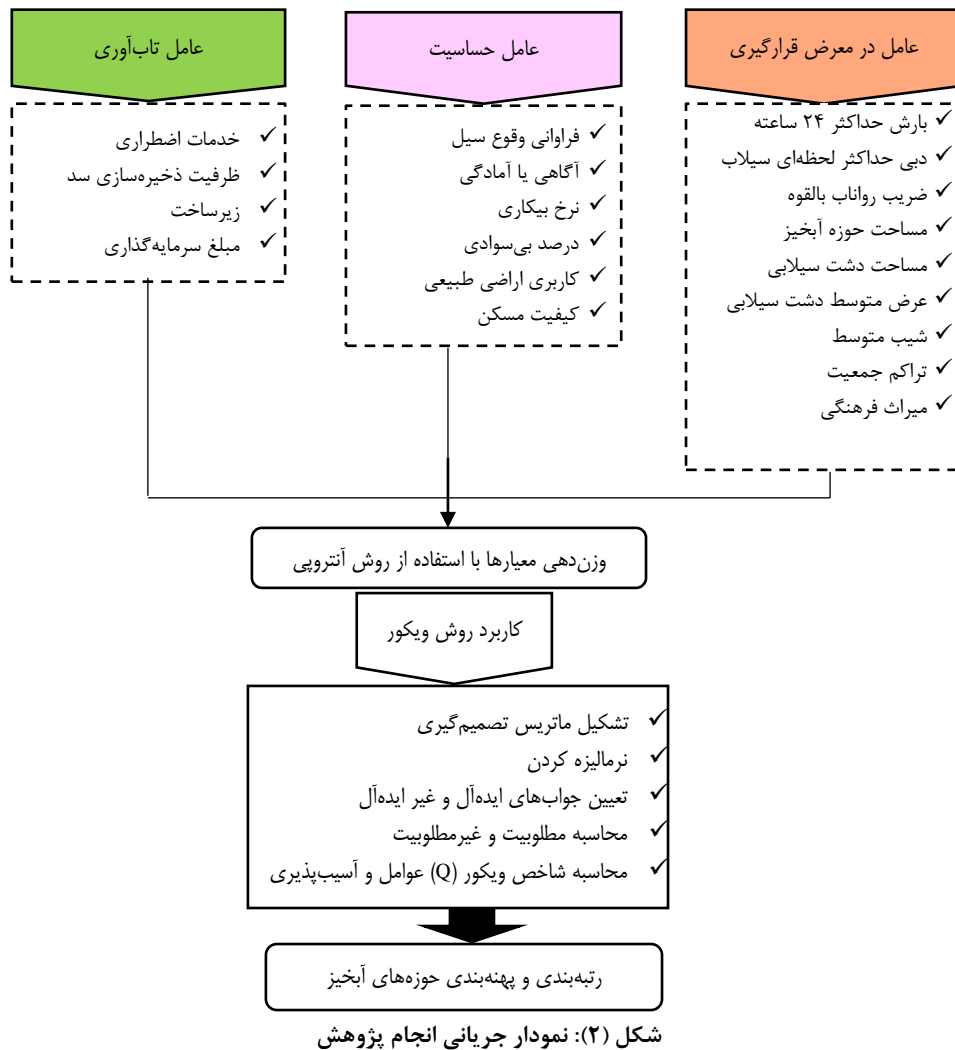 عامل در معرض قرارگیری
✓ بارش حداکثر ۲۴ ساعته
✓ دبی حداکثر لحظه‌ای سیلاب
✓ ضریب رواناب بالقوه
✓ مساحت حوزه آبخیز
✓ مساحت دشت سیلابی
✓ عرض متوسط دشت سیلابی
✓ شیب متوسط
✓ تراکم جمعیت
✓ میراث فرهنگی
عامل حساسیت
✓ فراوانی وقوع سیل
✓ آگاهی یا آمادگی
✓ نرخ بیکاری
✓ درصد بی‌سوادی
✓ کاربری اراضی طبیعی
✓ کیفیت مسکن
عامل تاب‌آوری
✓ خدمات اضطراری
✓ ظرفیت ذخیره‌سازی سد
✓ زیرساخت
✓ مبلغ سرمایه‌گذاری
وزن‌دهی معیارها با استفاده از روش آنتروپی
کاربرد روش ویکور
✓ تشکیل ماتریس تصمیم‌گیری
✓ نرمالیزه کردن
✓ تعیین جواب‌های ایده‌آل و غیر ایده‌آل
✓ محاسبه مطلوبیت و غیرمطلوبیت
✓ محاسبه شاخص ویکور (Q) عوامل و آسیب‌پذیری
رتبه‌بندی و پهنه‌بندی حوزه‌های آبخیز
شکل (۲): نمودار جریانی انجام پژوهش